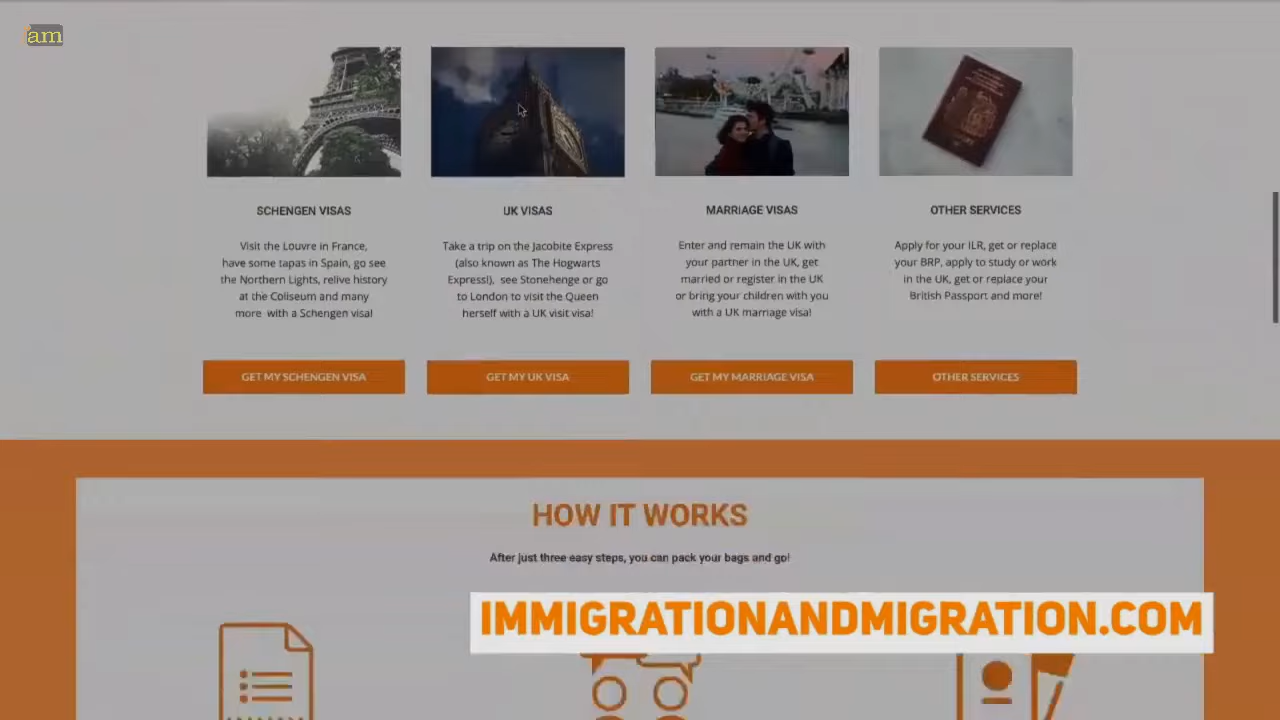 am
SCHENGEN VISAS
Visit the Louvre in France,
have some tapas in Spain, go see
the Northern Lights, relive history
at the Coliseum and many
more with a Schengen visa!
GET MY SCHENGEN VISA
UK VISAS
Take a trip on the Jacobite Express
(also known as The Hogwarts
Express!), see Stonehenge or go
to London to visit the Queen
herself with a UK visit visa!
GET MY UK VISA
MARRIAGE VISAS
Enter and remain the UK with
your partner in the UK, get
married or register in the UK
or bring your children with you
with a UK marriage visa!
GET MY MARRIAGE VISA
OTHER SERVICES
Apply for your ILR, get or replace
your BRP, apply to study or work
in the UK, get or replace your
British Passport and more!
OTHER SERVICES
HOW IT WORKS
After just three easy steps, you can pack your bags and go!
IMMIGRATIONANDMIGRATION.COM